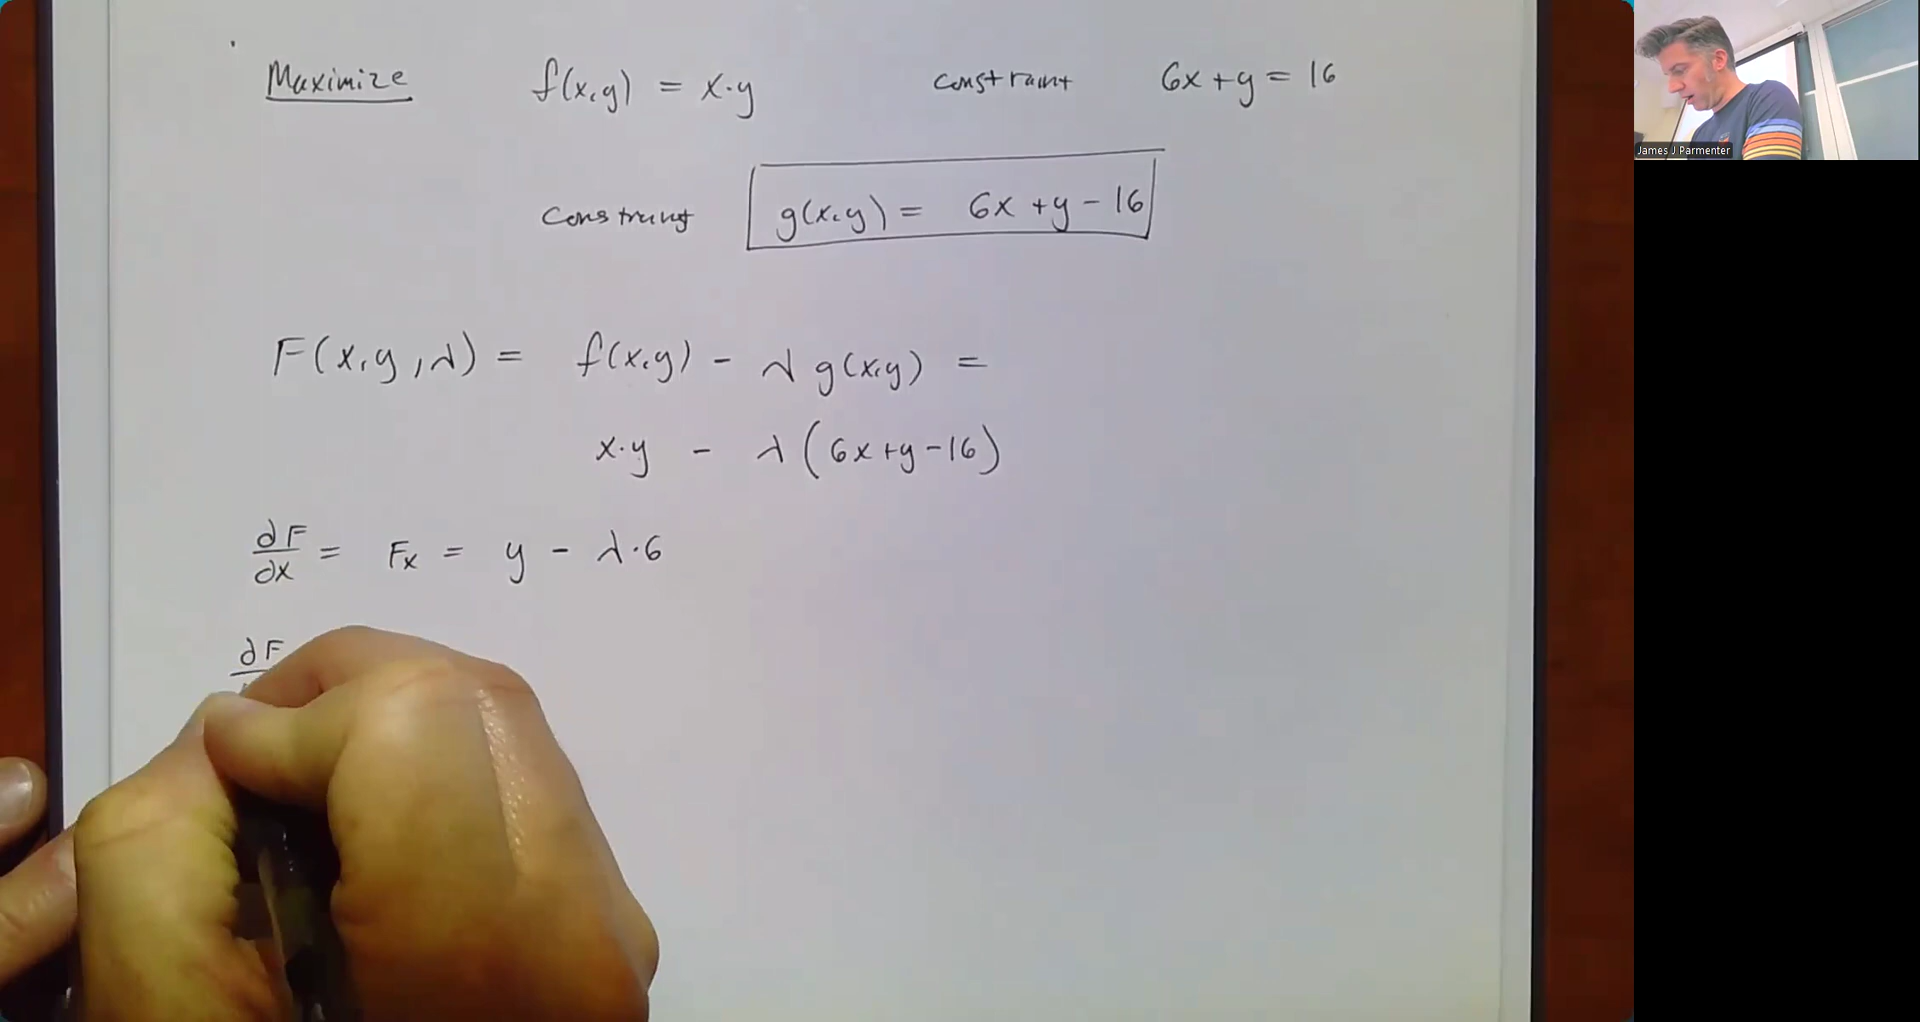 Maximize f(x,y) = x·y constraint 6x + y = 16
Constraint g(x,y) = 6x + y - 16
F(x,y,λ) = f(x,y) - λ g(x,y) =
x·y - λ(6x + y - 16)
∂F/∂x = Fx = y - λ·6
∂F
James J Parmenter